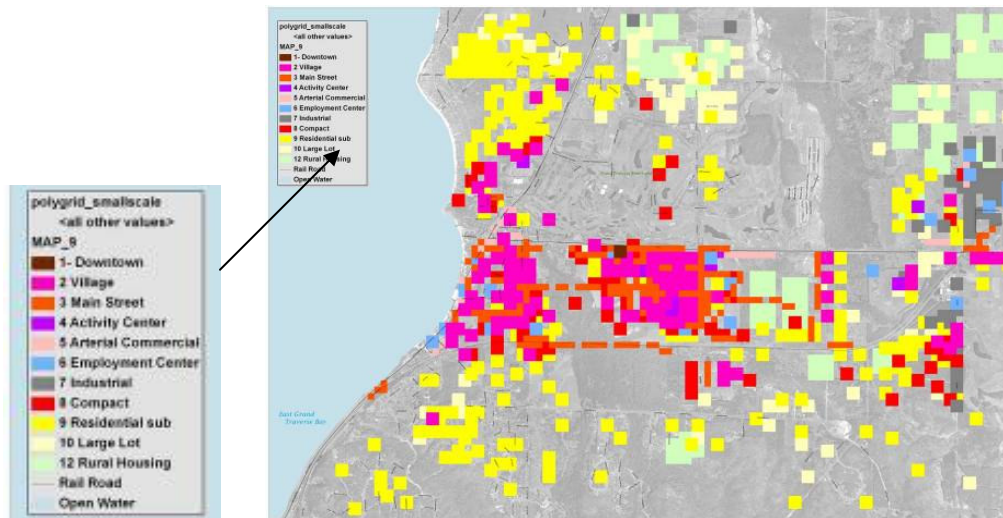 polygrid_smallscale
<all other values>
MAP_9
1- Downtown
2 Village
3 Main Street
4 Activity Center
5 Arterial Commercial
6 Employment Center
7 Industrial
8 Compact
9 Residential sub
10 Large Lot
12 Rural Housing
Rail Road
Open Water
polygrid_smallscale
<all other values>
MAP_9
1- Downtown
2 Village
3 Main Street
4 Activity Center
5 Arterial Commercial
6 Employment Center
7 Industrial
8 Compact
9 Residential sub
10 Large Lot
12 Rural Housing
Rail Road
Open Water
East Grand
Traverse Bay